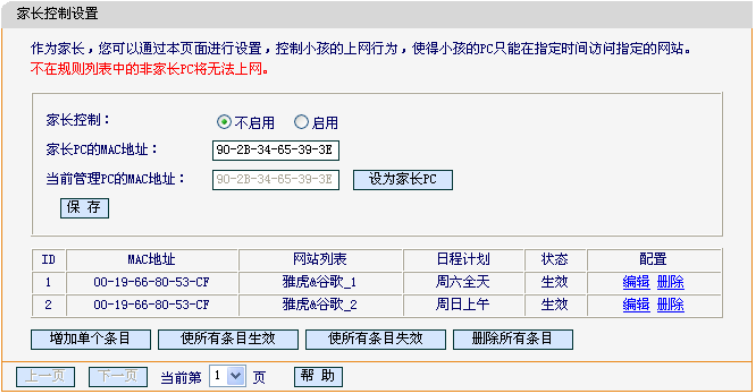 家长控制设置
作为家长，您可以通过本页面进行设置，控制小孩的上网行为，使得小孩的PC只能在指定时间访问指定的网站。
不在规则列表中的非家长PC将无法上网。
家长控制： 不启用 启用
家长PC的MAC地址： 90-2B-34-65-39-3E
当前管理PC的MAC地址： 90-2B-34-65-39-3E 设为家长PC
保 存
ID MAC地址 网站列表 日程计划 状态 配置
1 00-19-66-80-53-CF 雅虎&谷歌_1 周六全天 生效 编辑 删除
2 00-19-66-80-53-CF 雅虎&谷歌_2 周日上午 生效 编辑 删除
增加单个条目 使所有条目生效 使所有条目失效 删除所有条目
上一页 下一页 当前第 1 页 帮 助